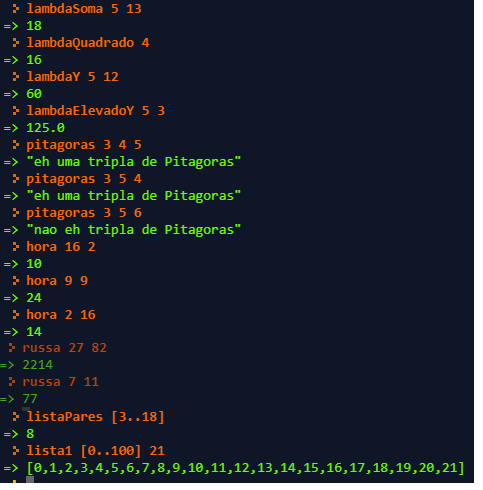 > lambdaSoma 5 13
=> 18
> lambdaQuadrado 4
=> 16
> lambdaY 5 12
=> 60
> lambdaElevadoY 5 3
=> 125.0
> pitagoras 3 4 5
=> "eh uma tripla de Pitagoras"
> pitagoras 3 5 4
=> "eh uma tripla de Pitagoras"
> pitagoras 3 5 6
=> "nao eh tripla de Pitagoras"
> hora 16 2
=> 10
> hora 9 9
=> 24
> hora 2 16
=> 14
> russa 27 82
=> 2214
> russa 7 11
=> 77
> listaPares [3..18]
=> 8
> lista1 [0..100] 21
=> [0,1,2,3,4,5,6,7,8,9,10,11,12,13,14,15,16,17,18,19,20,21]